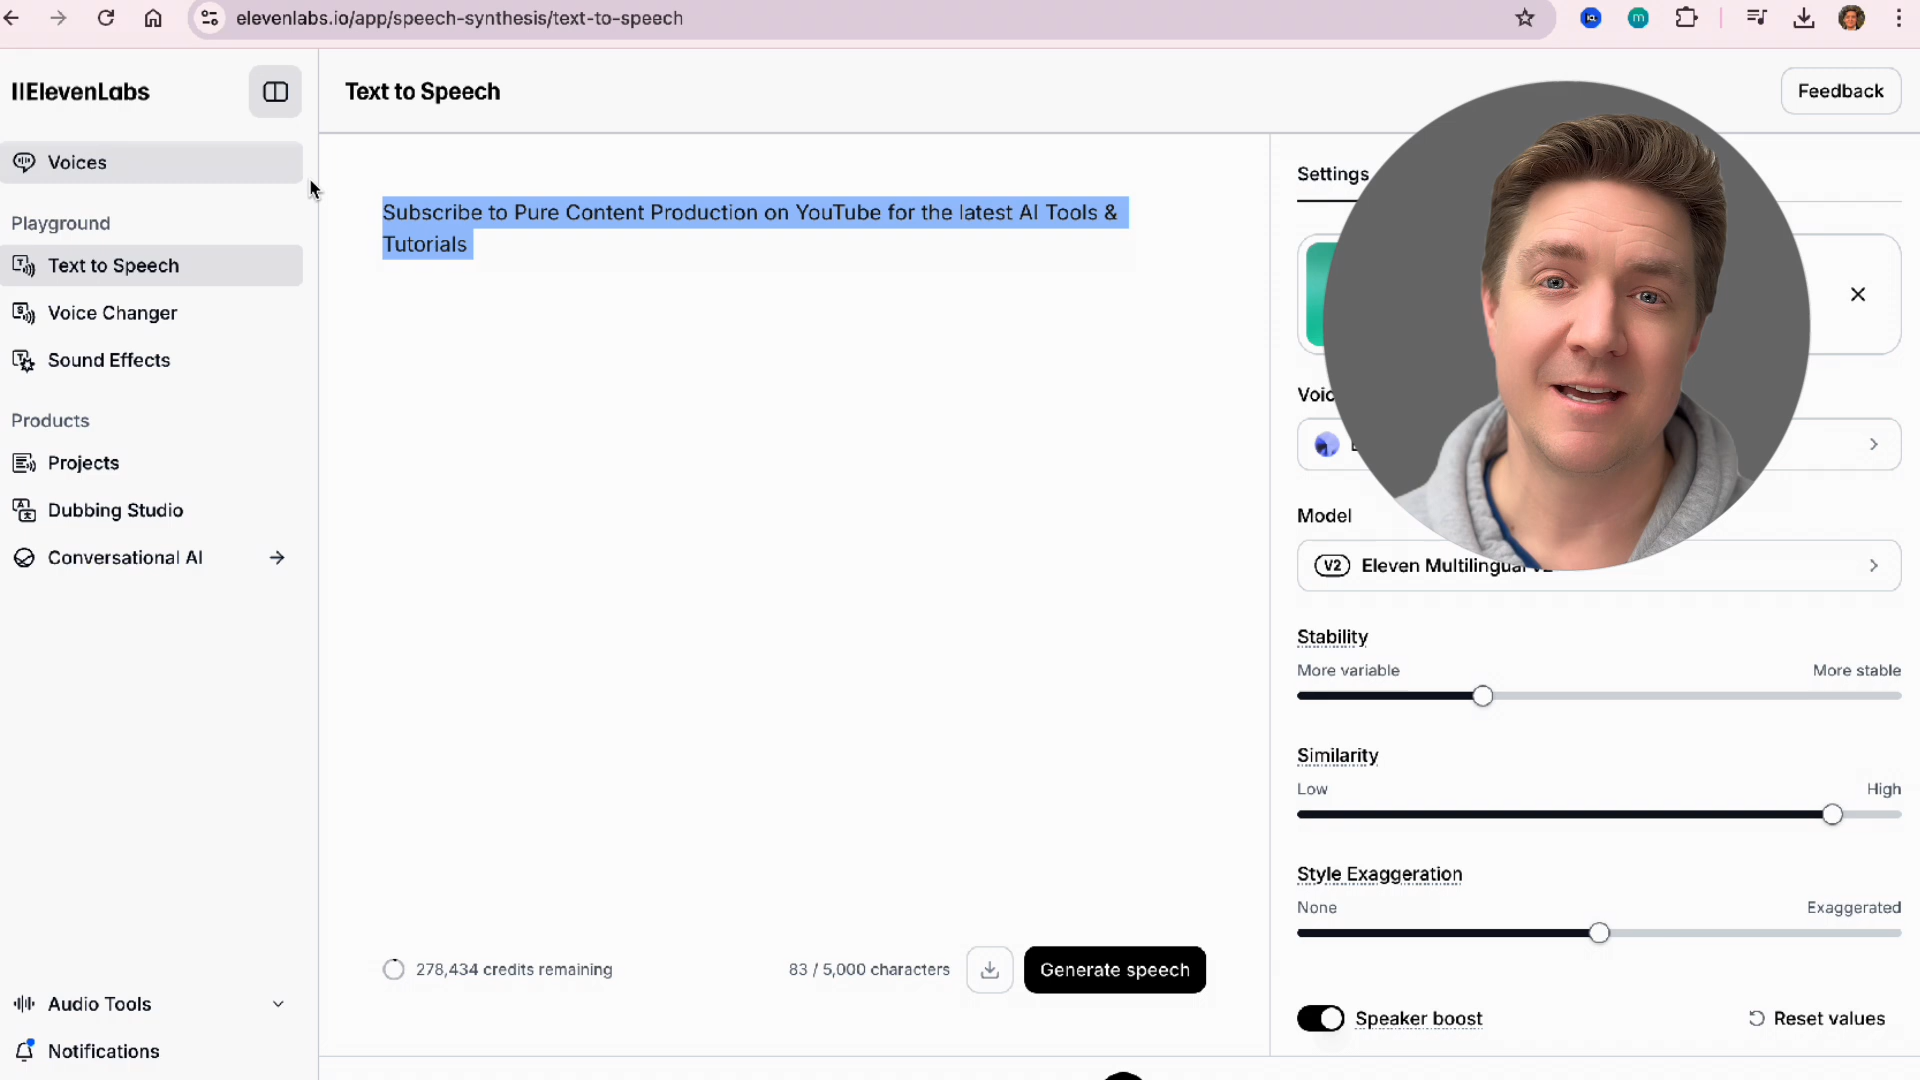 elevenlabs.io/app/speech-synthesis/text-to-speech
IIElevenLabs
Text to Speech
Feedback
Voices
Playground
Text to Speech
Voice Changer
Sound Effects
Products
Projects
Dubbing Studio
Conversational AI
Audio Tools
Notifications
Subscribe to Pure Content Production on YouTube for the latest AI Tools &
Tutorials
278,434 credits remaining
83 / 5,000 characters
Generate speech
Settings
Model
V2 Eleven Multilingual v2
Stability
More variable
More stable
Similarity
Low
High
Style Exaggeration
None
Exaggerated
Speaker boost
Reset values